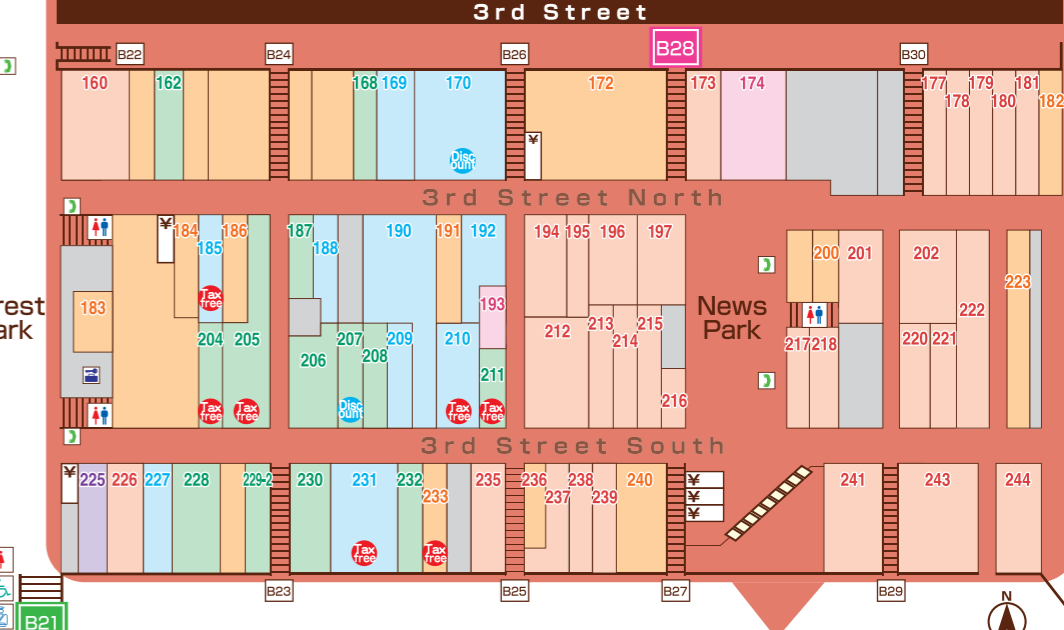 3rd Street
B22
B24
B26
B28
B30
160
162
168
169
170
Disc
ount
172
¥
173
174
177
178
179
180
181
182
3rd Street North
¥
184
185
186
Tax
free
187
188
190
191
192
193
194
195
196
197
200
201
202
222
223
rest
ark
183
204
205
Tax
free
Tax
free
206
207
208
209
210
211
Disc
ount
Tax
free
Tax
free
212
213
214
215
216
News
Park
217
218
220
221
3rd Street South
¥
225
226
227
228
229-2
230
231
232
233
Tax
free
Tax
free
235
236
237
238
239
240
¥
¥
¥
241
243
244
B21
B23
B25
B27
B29
N